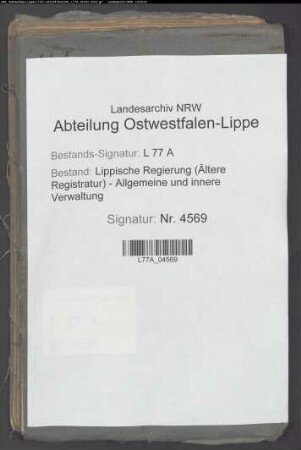 Landesarchiv NRW
Abteilung Ostwestfalen-Lippe
Bestands-Signatur: L 77 A
Bestand: Lippische Regierung (Ältere
Registratur) - Allgemeine und innere
Verwaltung
Signatur: Nr. 4569
L77A_04569